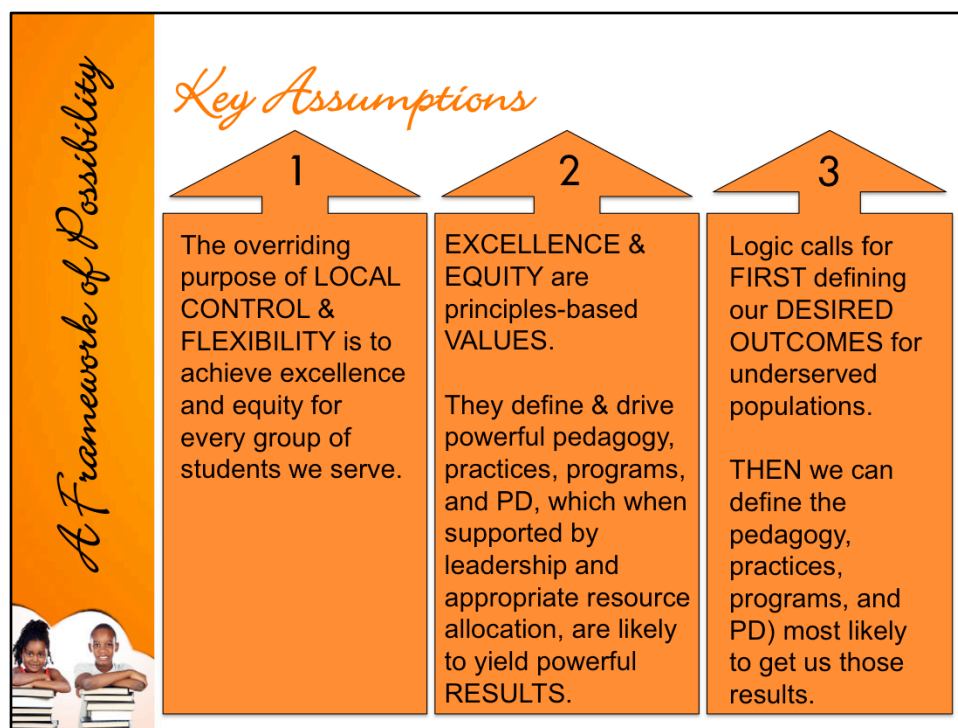 A Framework of Possibility
Key Assumptions
1
The overriding
purpose of LOCAL
CONTROL &
FLEXIBILITY is to
achieve excellence
and equity for
every group of
students we serve.
2
EXCELLENCE &
EQUITY are
principles-based
VALUES.
They define & drive
powerful pedagogy,
practices, programs,
and PD, which when
supported by
leadership and
appropriate resource
allocation, are likely
to yield powerful
RESULTS.
3
Logic calls for
FIRST defining
our DESIRED
OUTCOMES for
underserved
populations.
THEN we can
define the
pedagogy,
practices,
programs, and
PD) most likely
to get us those
results.